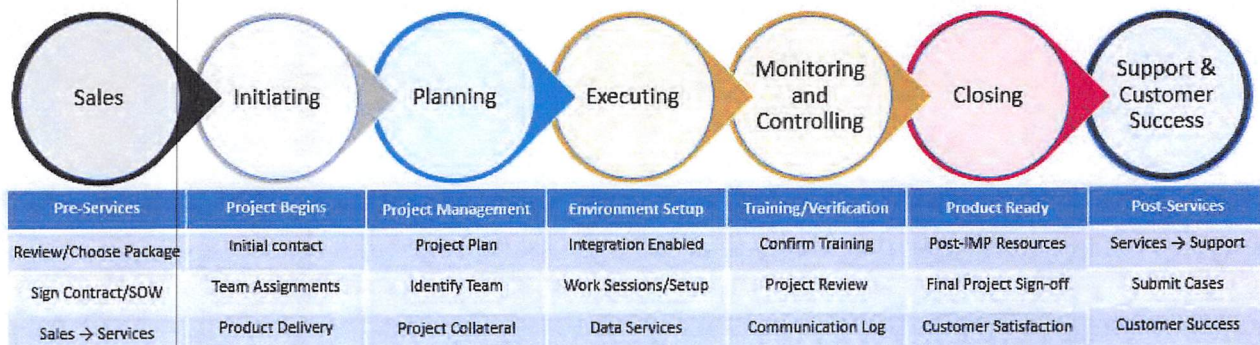 Sales
Initiating
Planning
Executing
Monitoring
and
Controlling
Closing
Support &
Customer
Success
Pre-Services Project Begins Project Management Environment Setup Training/Verification Product Ready Post-Services
Review/Choose Package Initial contact Project Plan Integration Enabled Confirm Training Post-IMP Resources Services → Support
Sign Contract/SOW Team Assignments Identify Team Work Sessions/Setup Project Review Final Project Sign-off Submit Cases
Sales → Services Product Delivery Project Collateral Data Services Communication Log Customer Satisfaction Customer Success